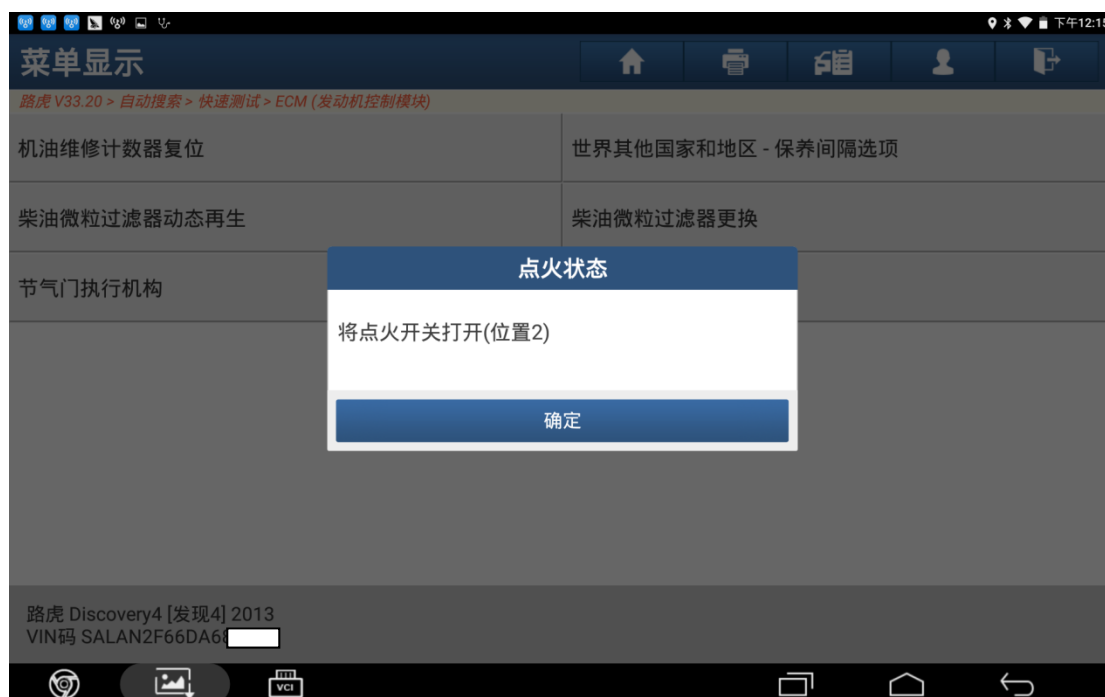 下午12:15
菜单显示
路虎 V33.20 > 自动搜索 > 快速测试 > ECM (发动机控制模块)
机油维修计数器复位
世界其他国家和地区 - 保养间隔选项
柴油微粒过滤器动态再生
柴油微粒过滤器更换
节气门执行机构
点火状态
将点火开关打开(位置2)
确定
路虎 Discovery4 [发现4] 2013
VIN码 SALAN2F66DA6
VCI